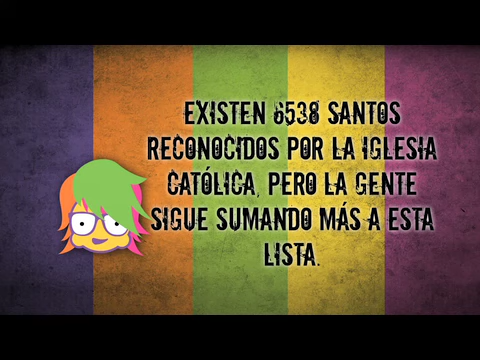 EXISTEN 6538 SANTOS
RECONOCIDOS POR LA IGLESIA
CATÓLICA, PERO LA GENTE
SIGUE SUMANDO MÁS A ESTA
LISTA.